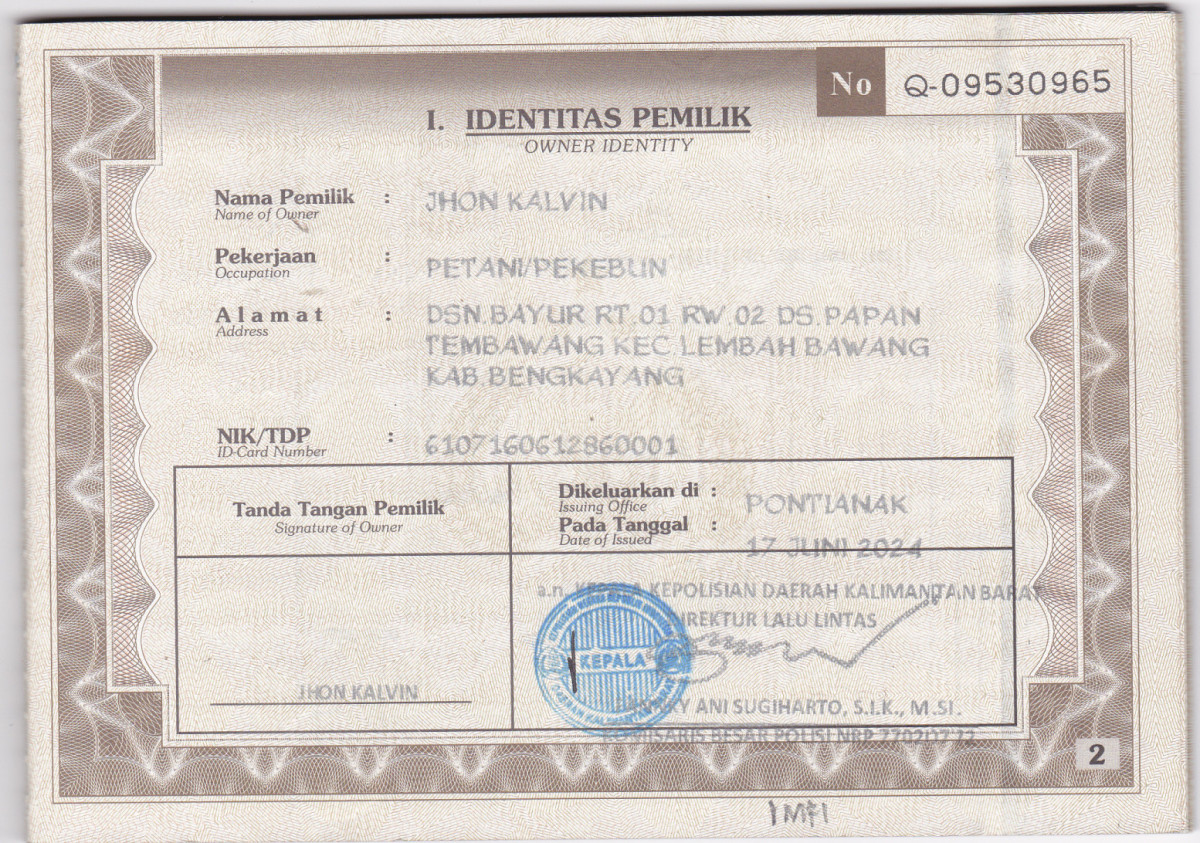 No Q-09530965
I. IDENTITAS PEMILIK
OWNER IDENTITY
Nama Pemilik : JHON KALVIN
Name of Owner
Pekerjaan : PETANI/PEKEBUN
Occupation
Alamat : DSN.BAYUR RT.01 RW.02 DS.PAPAN
Address
TEMBAWANG KEC.LEMBAH BAWANG
KAB.BENGKAYANG
NIK/TDP : 6107160612860001
ID-Card Number
Tanda Tangan Pemilik
Signature of Owner
JHON KALVIN
Dikeluarkan di : PONTIANAK
Issuing Office
Pada Tanggal :
Date of Issued
17 JUNI 2024
a.n. KEPALA KEPOLISIAN DAERAH KALIMANTAN BARAT
DIREKTUR LALU LINTAS
KEPALA
ANI SUGIHARTO, S.I.K., M.SI.
KOMISARIS BESAR POLISI NRP
2
1 MFI